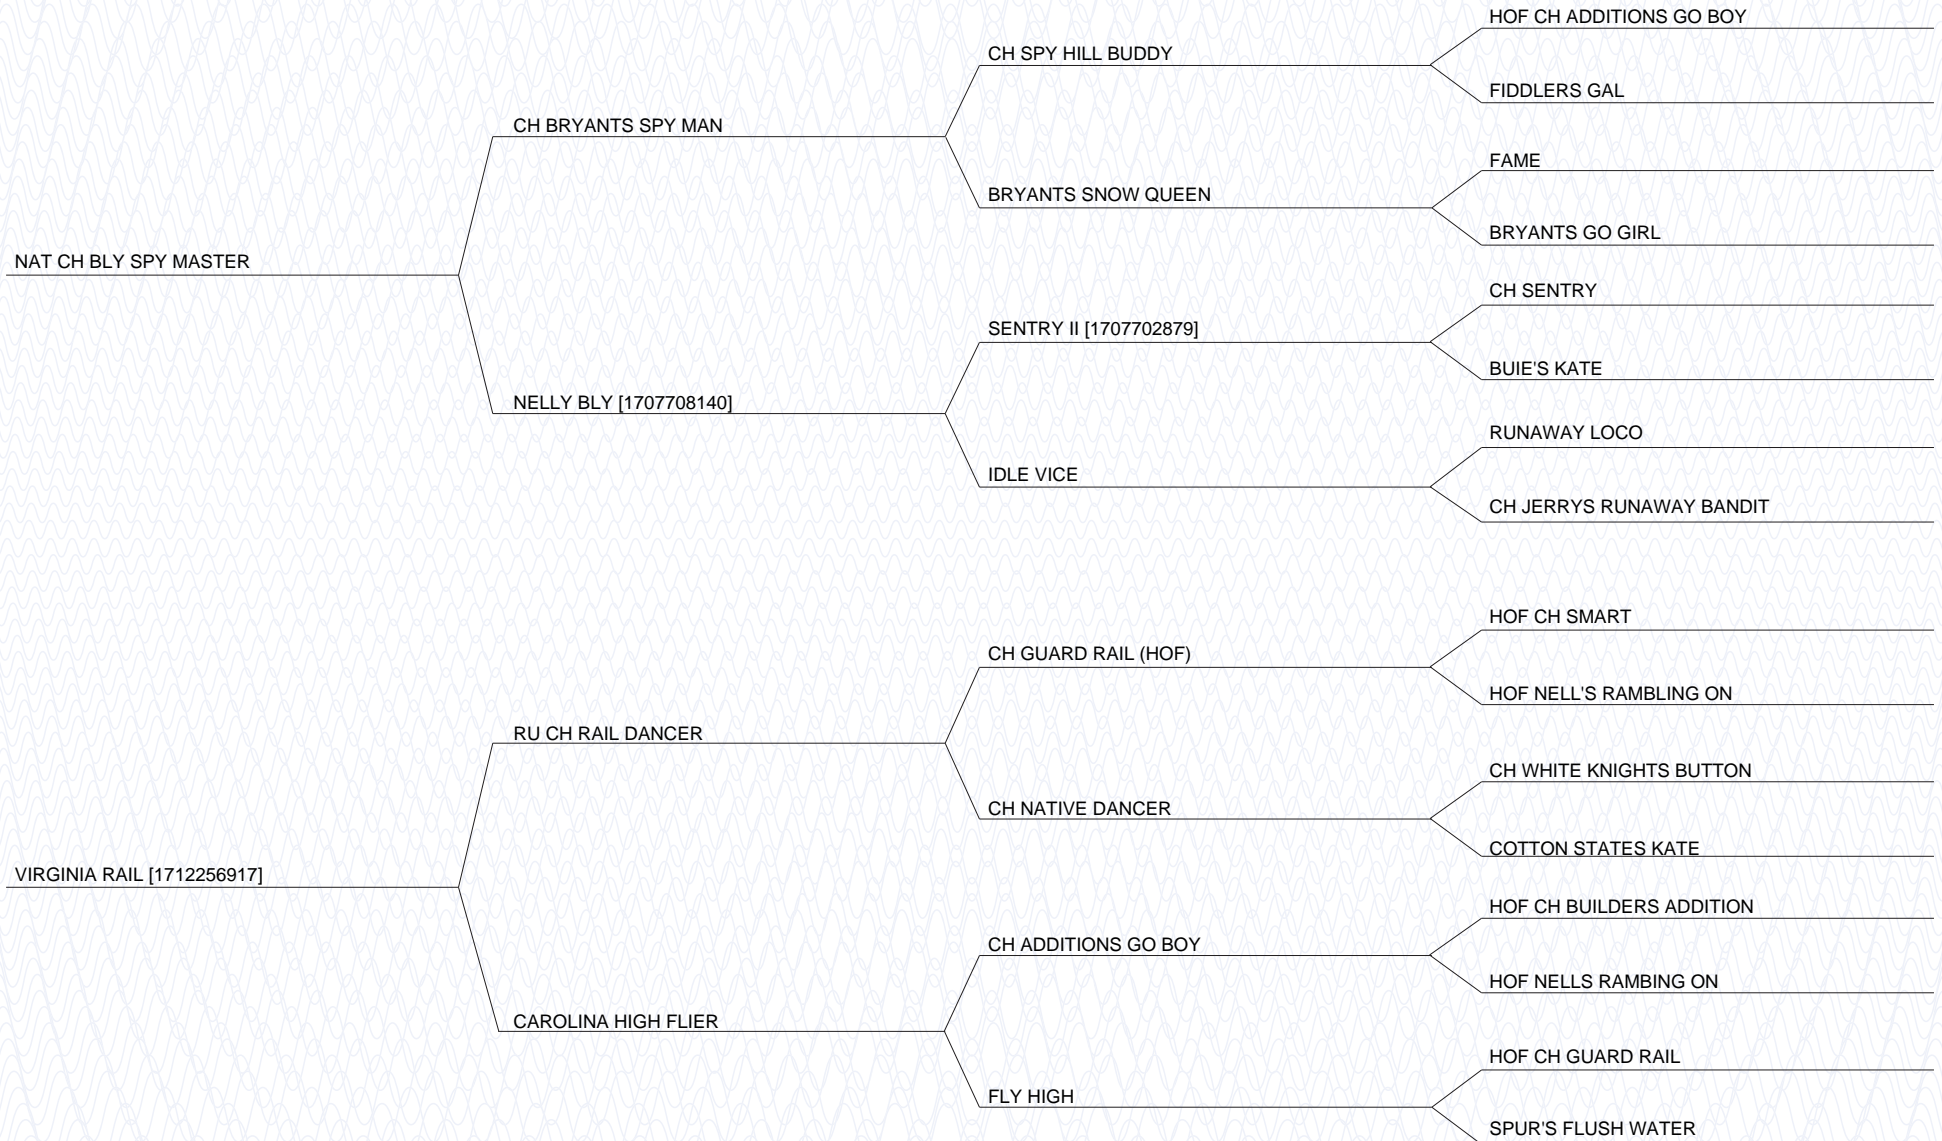 HOF CH ADDITIONS GO BOY
CH SPY HILL BUDDY
FIDDLERS GAL
CH BRYANTS SPY MAN
FAME
BRYANTS SNOW QUEEN
BRYANTS GO GIRL
NAT CH BLY SPY MASTER
CH SENTRY
SENTRY II [1707702879]
BUIE'S KATE
NELLY BLY [1707708140]
RUNAWAY LOCO
IDLE VICE
CH JERRYS RUNAWAY BANDIT
HOF CH SMART
CH GUARD RAIL (HOF)
HOF NELL'S RAMBLING ON
RU CH RAIL DANCER
CH WHITE KNIGHTS BUTTON
CH NATIVE DANCER
COTTON STATES KATE
VIRGINIA RAIL [1712256917]
HOF CH BUILDERS ADDITION
CH ADDITIONS GO BOY
HOF NELLS RAMBING ON
CAROLINA HIGH FLIER
HOF CH GUARD RAIL
FLY HIGH
SPUR'S FLUSH WATER